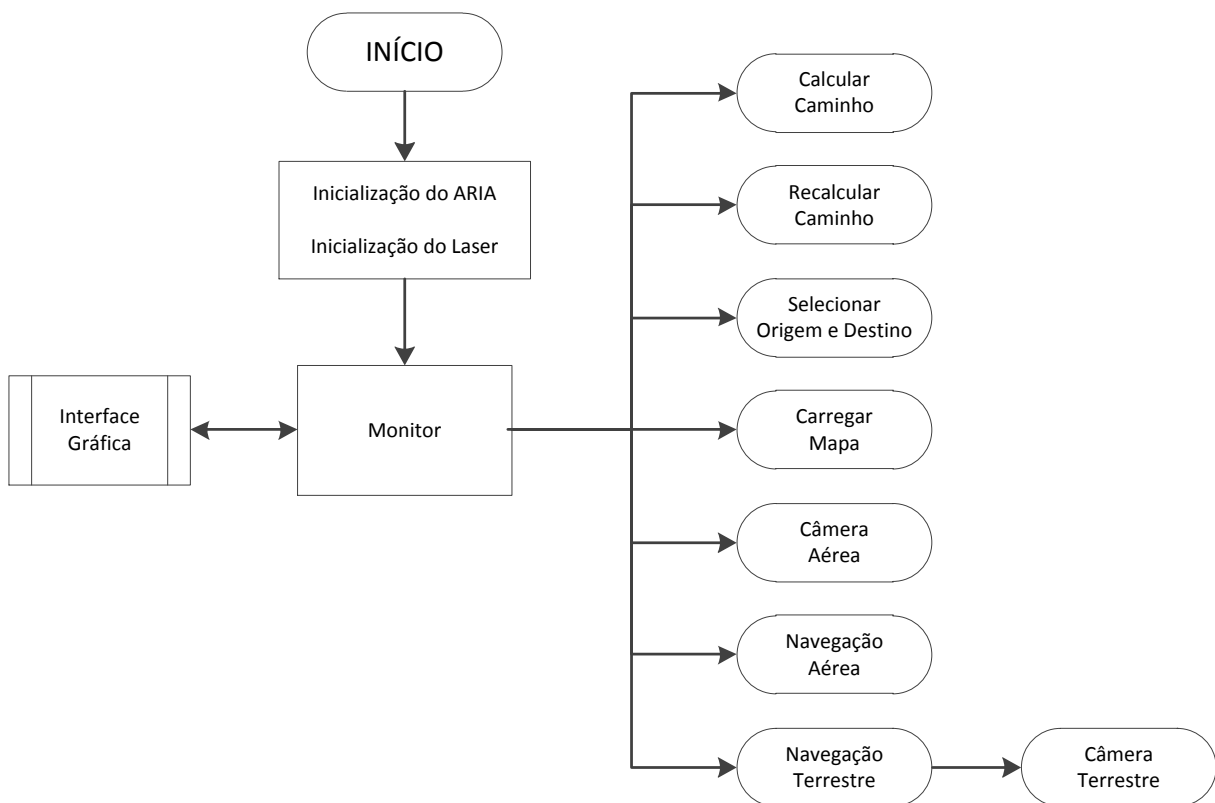 INÍCIO
Inicialização do ARIA
Inicialização do Laser
Interface
Gráfica
Monitor
Calcular
Caminho
Recalcular
Caminho
Selecionar
Origem e Destino
Carregar
Mapa
Câmera
Aérea
Navegação
Aérea
Navegação
Terrestre
Câmera
Terrestre